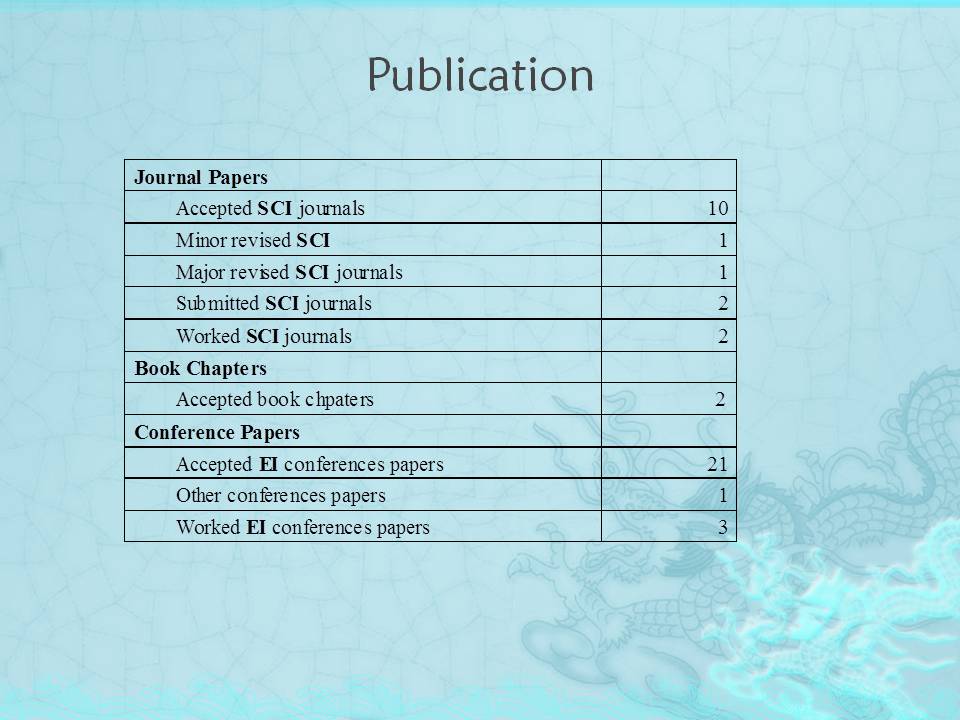 Publication
Journal Papers
Accepted SCI journals 10
Minor revised SCI 1
Major revised SCI journals 1
Submitted SCI journals 2
Worked SCI journals 2
Book Chapters
Accepted book chpaters 2
Conference Papers
Accepted EI conferences papers 21
Other conferences papers 1
Worked EI conferences papers 3